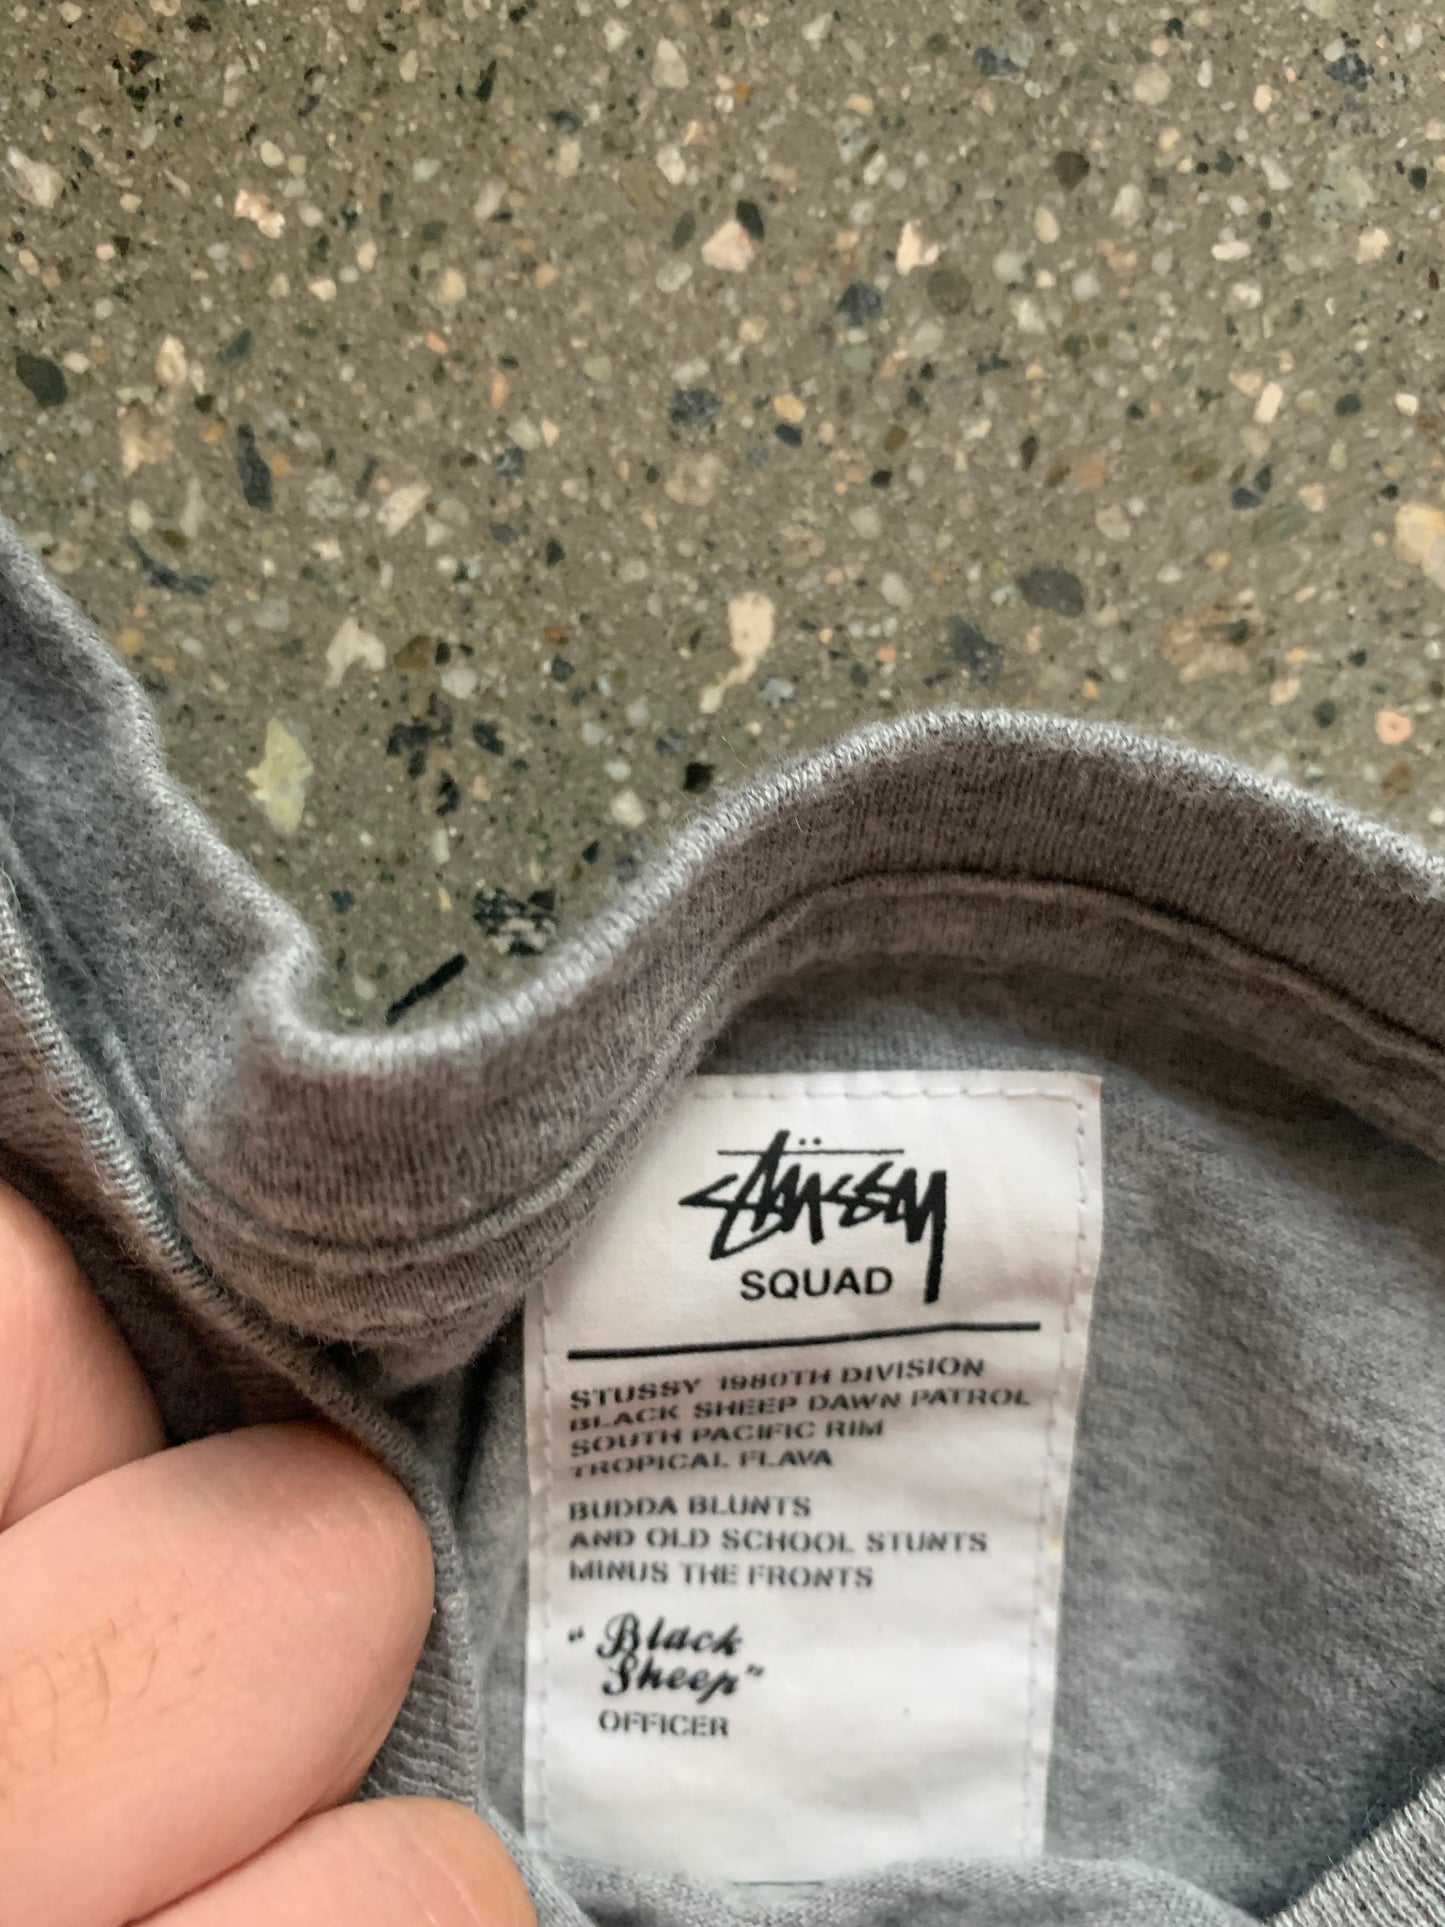 Stüssy
SQUAD
STUSSY 1980TH DIVISION
BLACK SHEEP DAWN PATROL
SOUTH PACIFIC RIM
TROPICAL FLAVA
BUDDA BLUNTS
AND OLD SCHOOL STUNTS
MINUS THE FRONTS
"Black
Sheep"
OFFICER